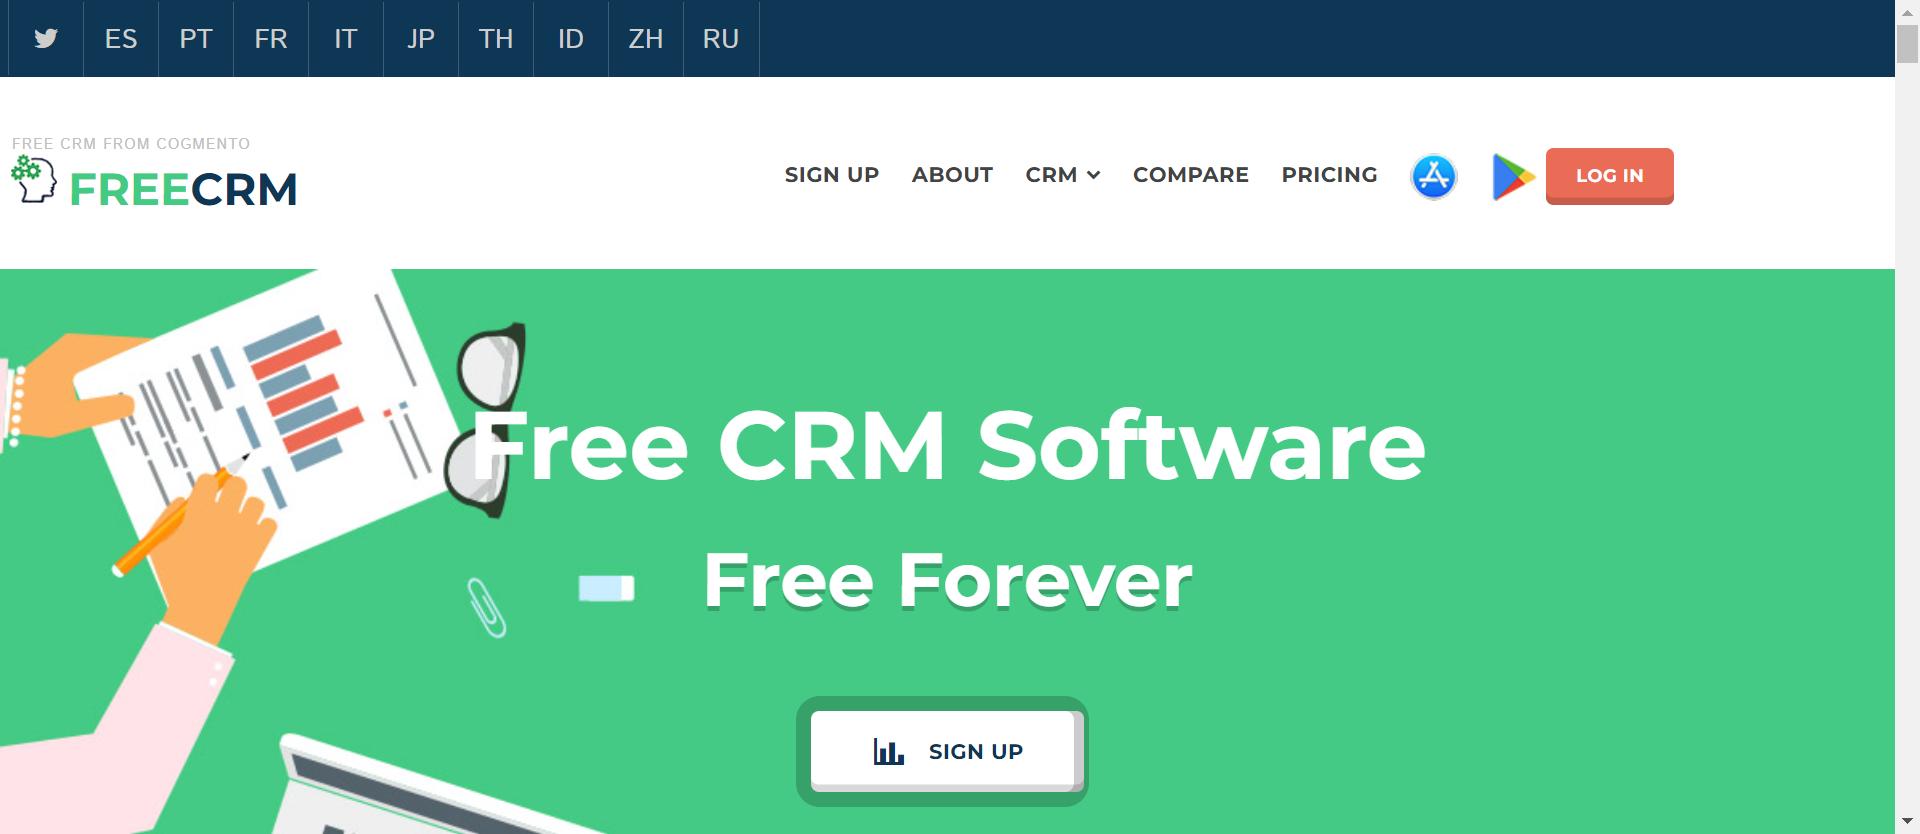 ES PT FR IT JP TH ID ZH RU
FREE CRM FROM COGMENTO
FREECRM
SIGN UP ABOUT CRM COMPARE PRICING LOG IN
Free CRM Software
Free Forever
SIGN UP